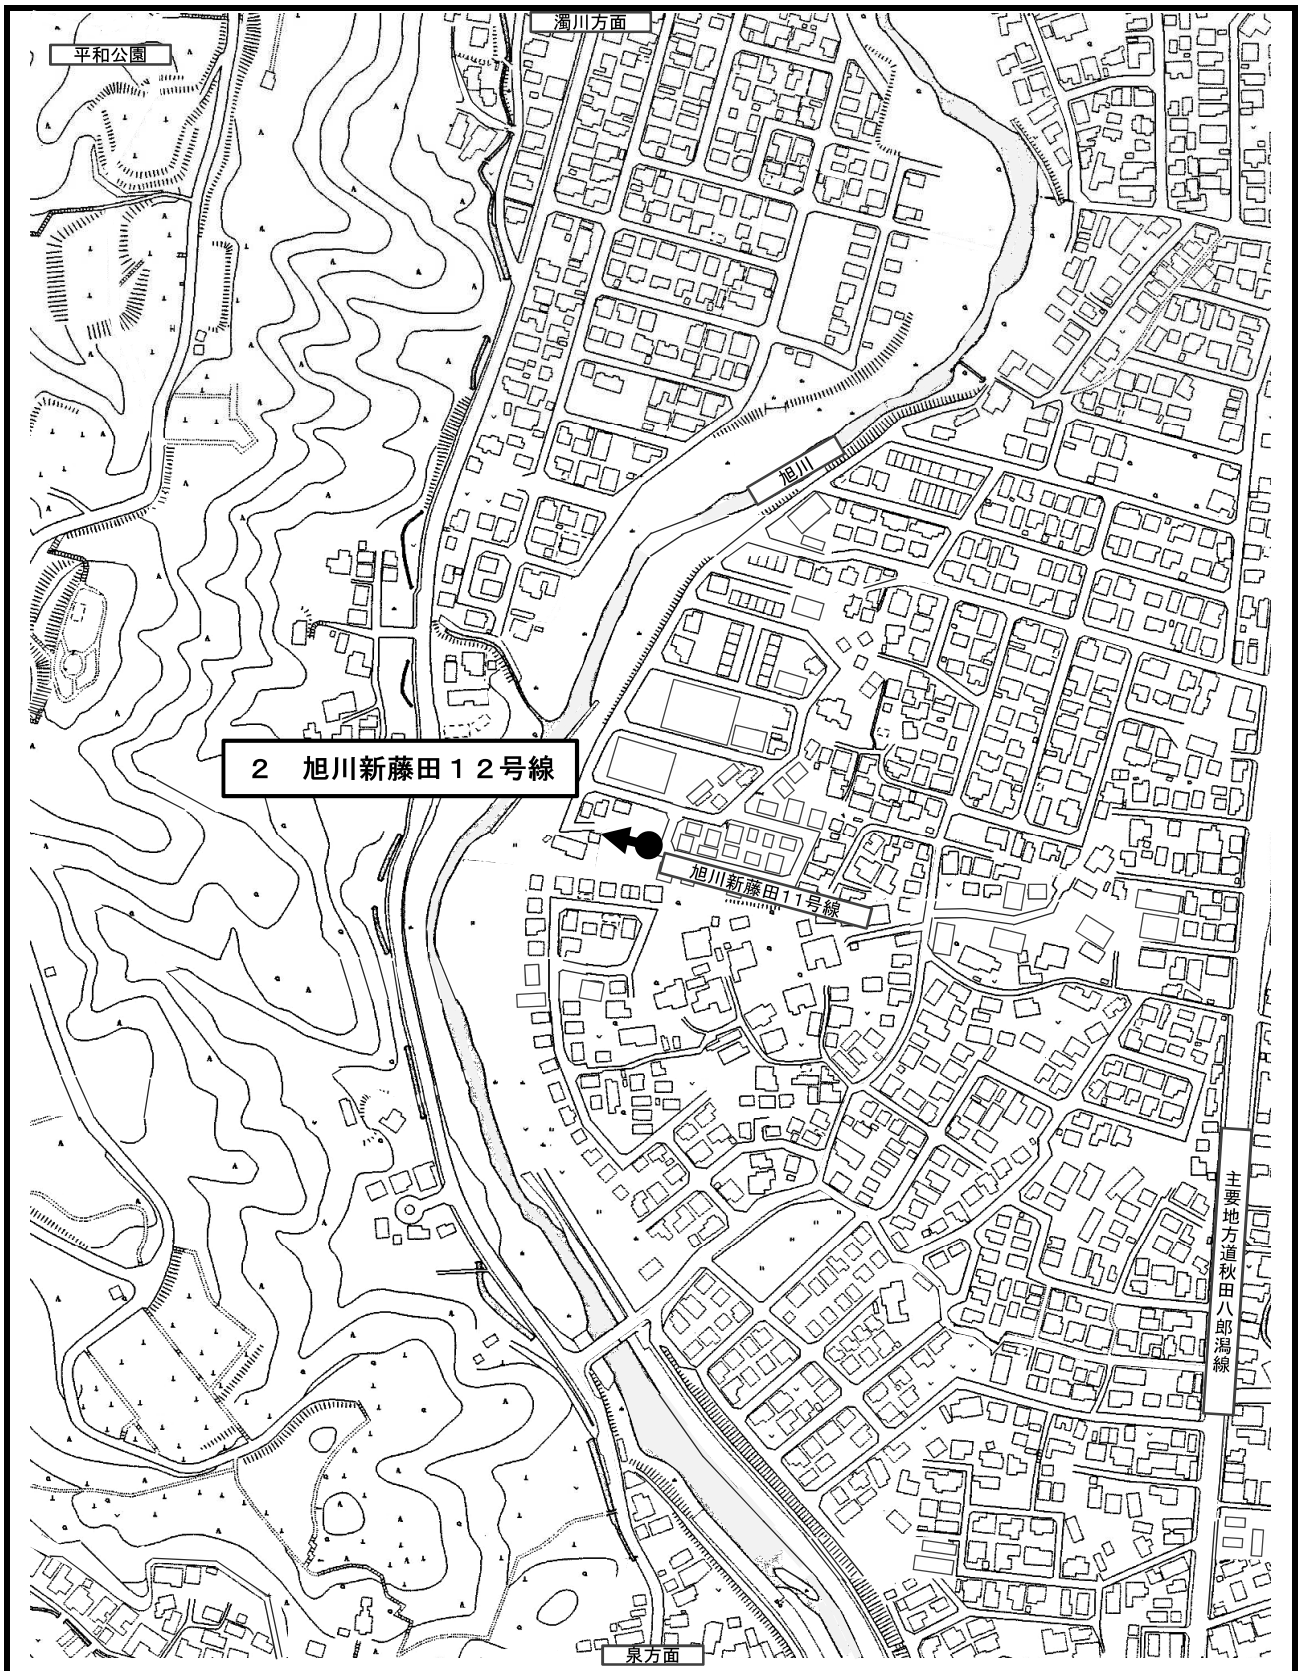 濁川方面
平和公園
旭川
２　旭川新藤田１２号線
旭川新藤田11号線
主要地方道秋田八郎潟線
泉方面